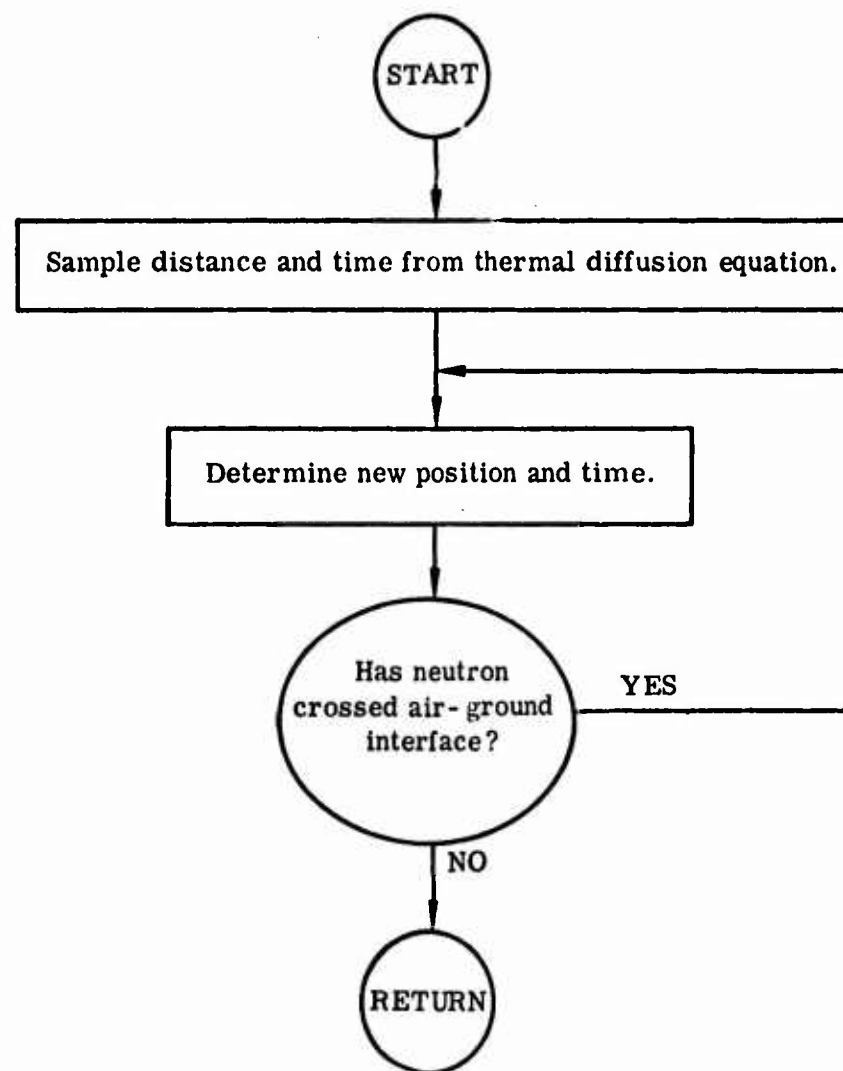 START
Sample distance and time from thermal diffusion equation.
Determine new position and time.
Has neutron
crossed air-ground
interface?
YES
NO
RETURN